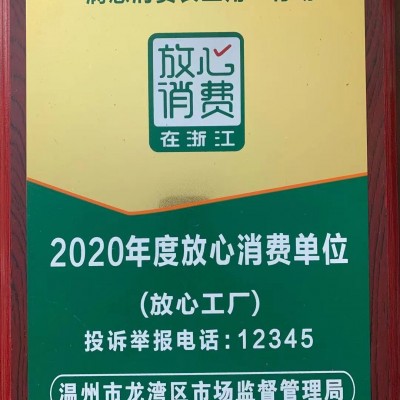 放心
消费
在浙江
2020年度放心消费单位
(放心工厂)
投诉举报电话:12345
温州市龙湾区市场监督管理局